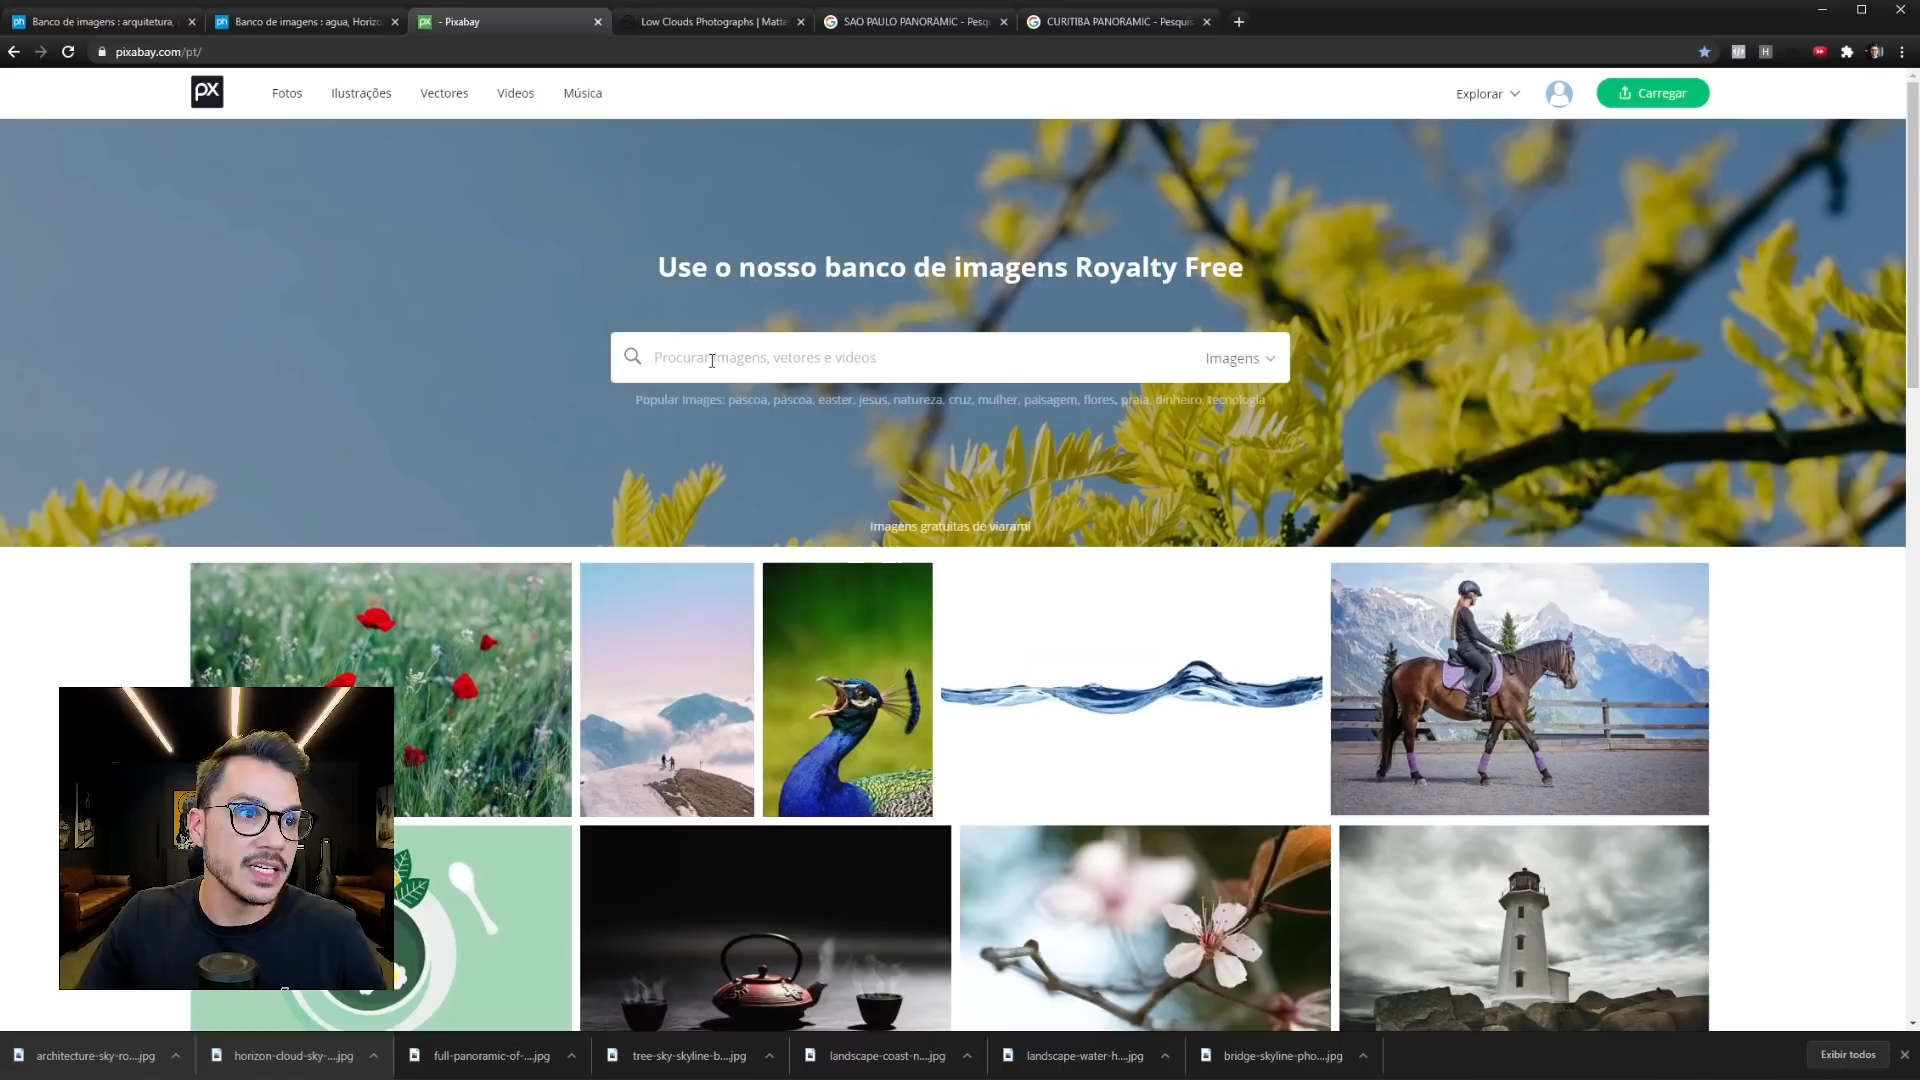 Banco de imagens : arquitetura,
Banco de imagens : agua, Horizo
- Pixabay
Low Clouds Photographs | Matte
SAO PAULO PANORAMIC - Pesqu
CURITIBA PANORAMIC - Pesquis
pixabay.com/pt/
px
Fotos
Ilustrações
Vectores
Videos
Música
Explorar
Carregar
Use o nosso banco de imagens Royalty Free
Procurar imagens, vetores e videos
Imagens
Popular Images: pascoa, páscoa, easter, jesus, natureza, cruz, mulher, paisagem, flores, praia, dinheiro, tecnologia
Imagens gratuitas de viarami
architecture-sky-ro....jpg
horizon-cloud-sky-....jpg
full-panoramic-of-....jpg
tree-sky-skyline-b....jpg
landscape-coast-n....jpg
landscape-water-h....jpg
bridge-skyline-pho....jpg
Exibir todos